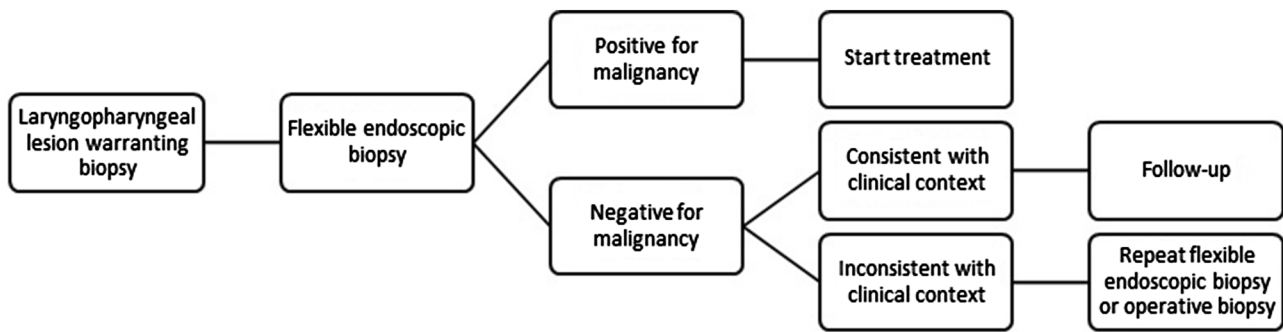 Laryngopharyngeal
lesion warranting
biopsy
Flexible endoscopic
biopsy
Positive for
malignancy
Start treatment
Negative for
malignancy
Consistent with
clinical context
Follow-up
Inconsistent with
clinical context
Repeat flexible
endoscopic biopsy
or operative biopsy